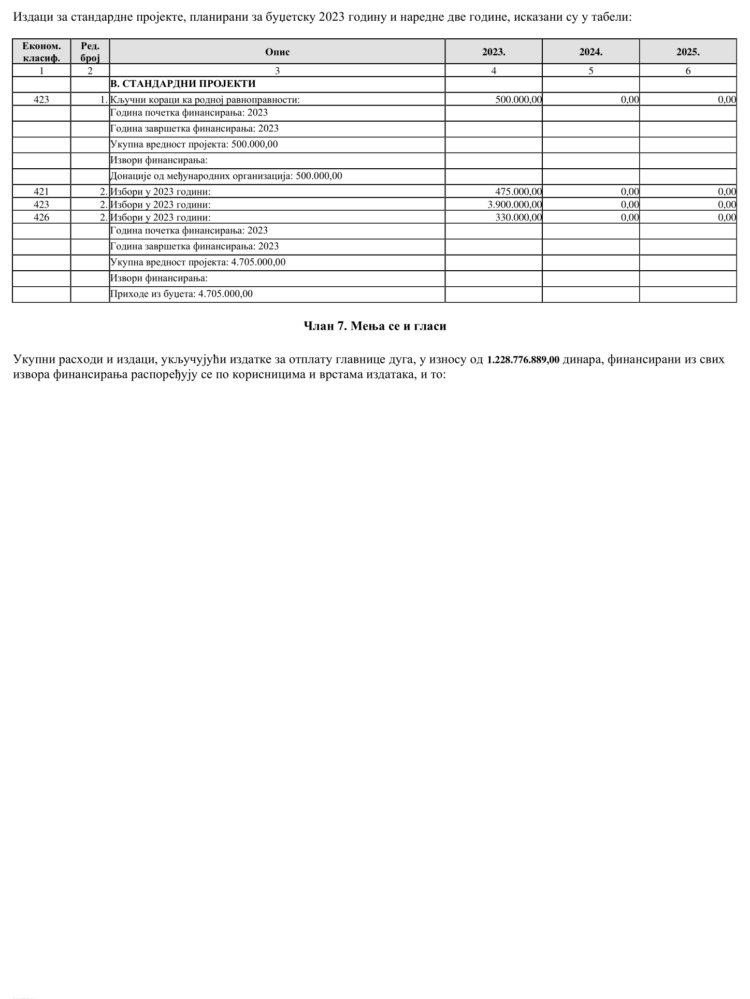 Издаци за стандардне пројекте, планирани за буџетску 2023 годину и наредне две године, исказани су у табели:
Економ. класиф. Ред. број Опис 2023. 2024. 2025.
1 2 3 4 5 6
В. СТАНДАРДНИ ПРОЈЕКТИ
423 1. Кључни кораци ка родној равноправности: 500.000,00 0,00 0,00
Година почетка финансирања: 2023
Година завршетка финансирања: 2023
Укупна вредност пројекта: 500.000,00
Извори финансирања:
Донације од међународних организација: 500.000,00
421 2. Избори у 2023 години: 475.000,00 0,00 0,00
423 2. Избори у 2023 години: 3.900.000,00 0,00 0,00
426 2. Избори у 2023 години: 330.000,00 0,00 0,00
Година почетка финансирања: 2023
Година завршетка финансирања: 2023
Укупна вредност пројекта: 4.705.000,00
Извори финансирања:
Приходе из буџета: 4.705.000,00
Члан 7. Мења се и гласи
Укупни расходи и издаци, укључујући издатке за отплату главнице дуга, у износу од 1.228.776.889,00 динара, финансирани из свих
извора финансирања распоређују се по корисницима и врстама издатака, и то: